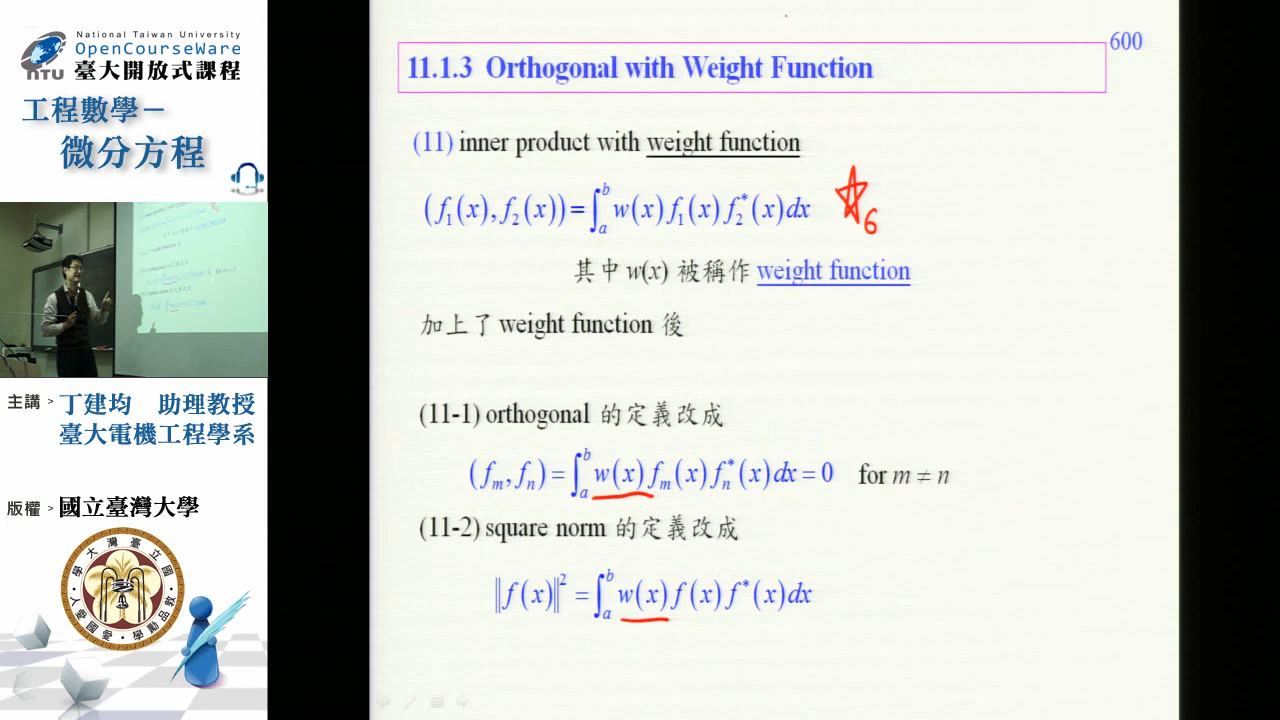 National Taiwan University
OpenCourseWare
NTU 臺大開放式課程
工程數學－
微分方程
主講 > 丁建均 助理教授
臺大電機工程學系
版權 > 國立臺灣大學
600
11.1.3 Orthogonal with Weight Function
(11) inner product with weight function
(f₁(x), f₂(x)) = ∫ₐᵇ w(x) f₁(x) f₂*(x) dx ☆6
其中 w(x) 被稱作 weight function
加上了 weight function 後
(11-1) orthogonal 的定義改成
(fₘ, fₙ) = ∫ₐᵇ w(x) fₘ(x) fₙ*(x) dx = 0 for m ≠ n
(11-2) square norm 的定義改成
‖f(x)‖² = ∫ₐᵇ w(x) f(x) f*(x) dx